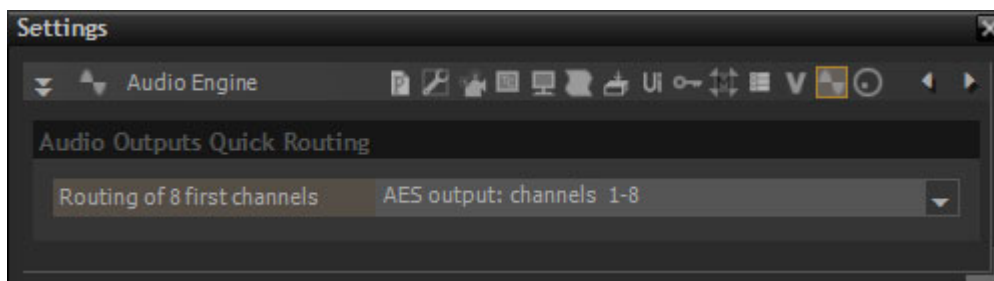 Settings
Audio Engine Ui V
Audio Outputs Quick Routing
Routing of 8 first channels AES output: channels 1-8